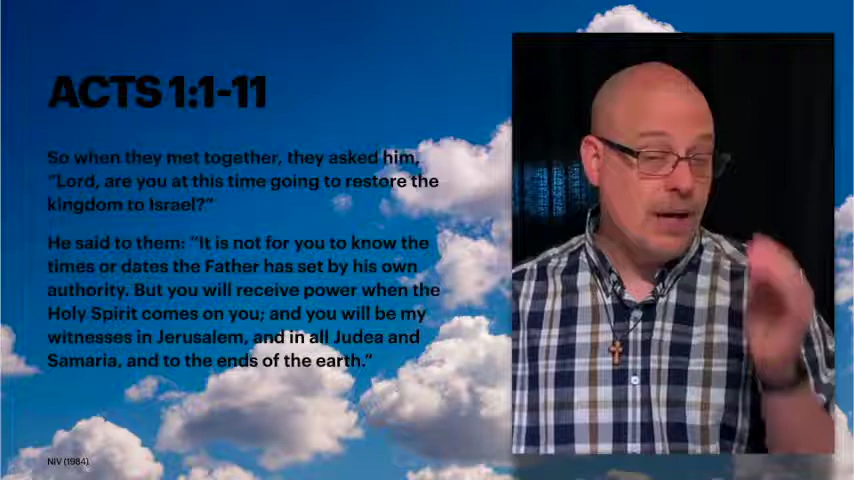 ACTS 1:1-11
So when they met together, they asked him,
“Lord, are you at this time going to restore the
kingdom to Israel?”
He said to them: “It is not for you to know the
times or dates the Father has set by his own
authority. But you will receive power when the
Holy Spirit comes on you; and you will be my
witnesses in Jerusalem, and in all Judea and
Samaria, and to the ends of the earth.”
NIV (1984)